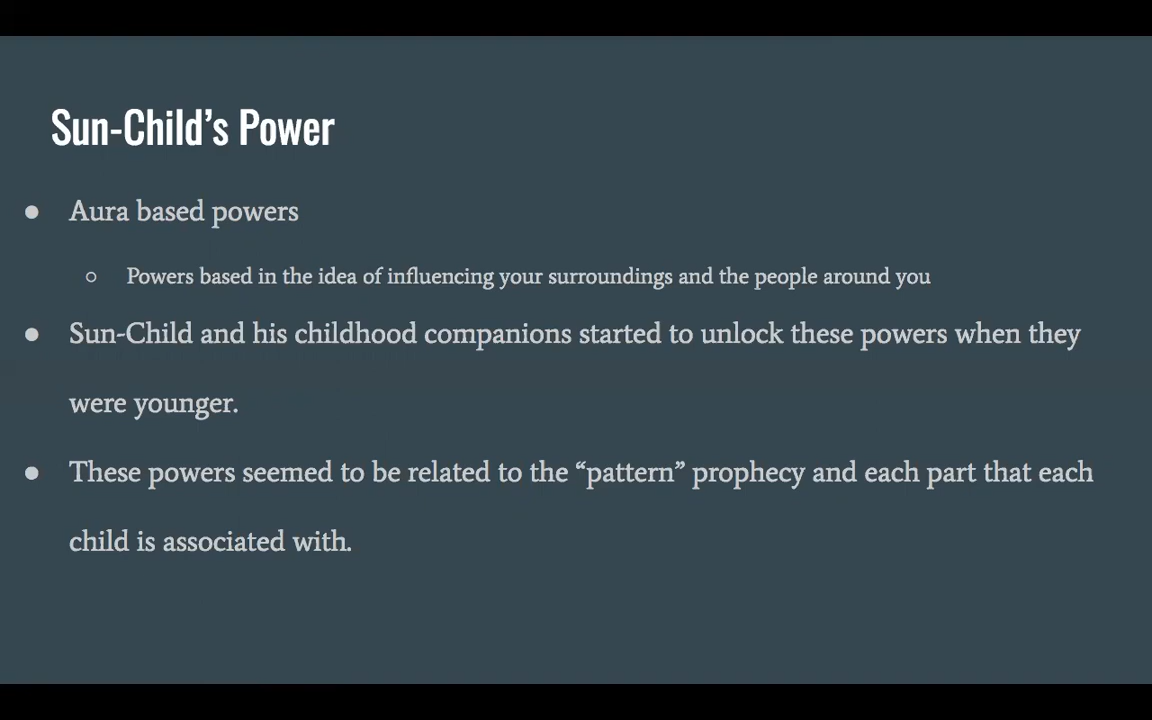 Sun-Child’s Power
● Aura based powers
○ Powers based in the idea of influencing your surroundings and the people around you
● Sun-Child and his childhood companions started to unlock these powers when they
were younger.
● These powers seemed to be related to the “pattern” prophecy and each part that each
child is associated with.